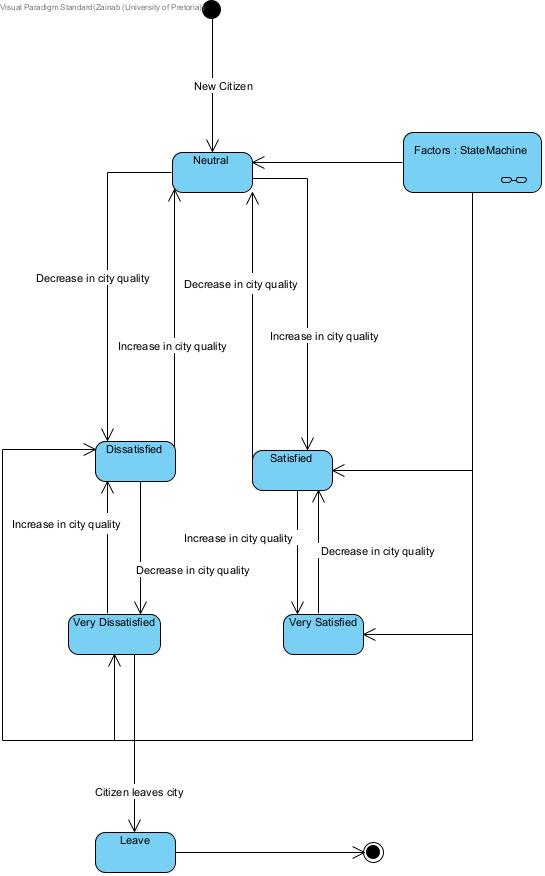 Visual Paradigm Standard(Zainab (University of Pretoria)
New Citizen
Neutral
Factors : StateMachine
Decrease in city quality
Decrease in city quality
Increase in city quality
Increase in city quality
Dissatisfied
Satisfied
Increase in city quality
Increase in city quality
Decrease in city quality
Decrease in city quality
Very Dissatisfied
Very Satisfied
Citizen leaves city
Leave